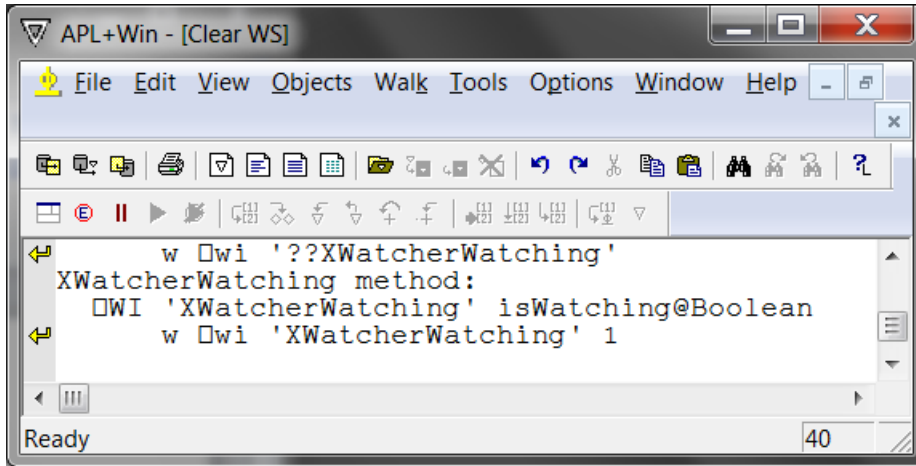 APL+Win - [Clear WS]
File Edit View Objects Walk Tools Options Window Help
w ⎕wi '??XWatcherWatching'
XWatcherWatching method:
⎕WI 'XWatcherWatching' isWatching@Boolean
w ⎕wi 'XWatcherWatching' 1
Ready 40